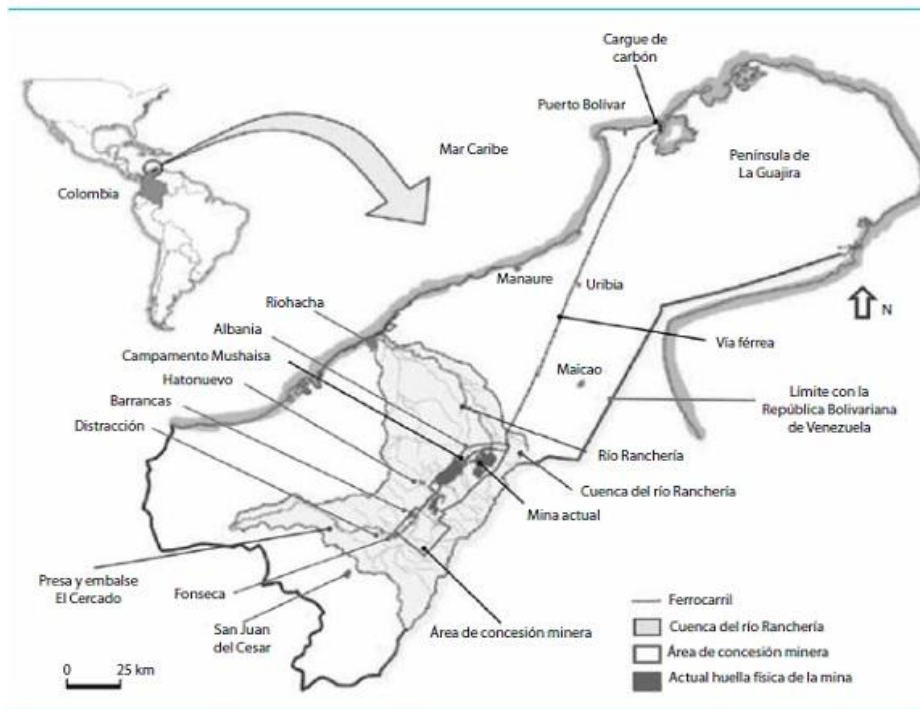 Cargue de
carbón
Puerto Bolívar
Mar Caribe
Península de
La Guajira
Colombia
Manaure
Uribia
N
Riohacha
Albania
Vía férrea
Campamento Mushaisa
Maicao
Hatonuevo
Barrancas
Límite con la
República Bolivariana
de Venezuela
Distracción
Río Ranchería
Cuenca del río Ranchería
Mina actual
Presa y embalse
El Cercado
Fonseca
San Juan
del Cesar
Área de concesión minera
Ferrocarril
Cuenca del río Ranchería
Área de concesión minera
Actual huella física de la mina
0 25 km